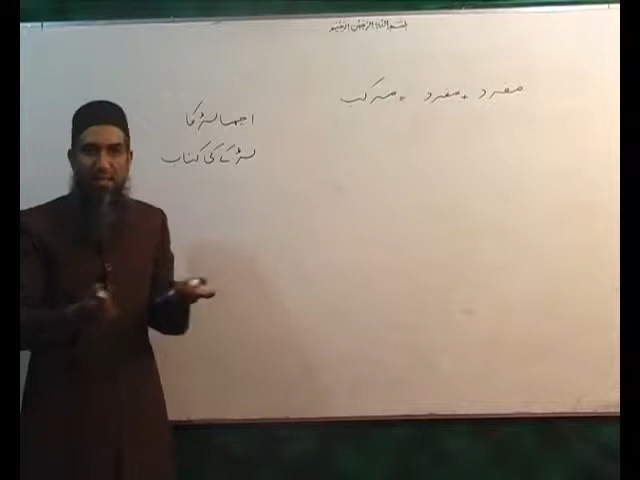 بسم اللہ الرحمن الرحیم
مفرد + مفرد = مرکب
اچھا لڑکا
لڑکے کی کتاب